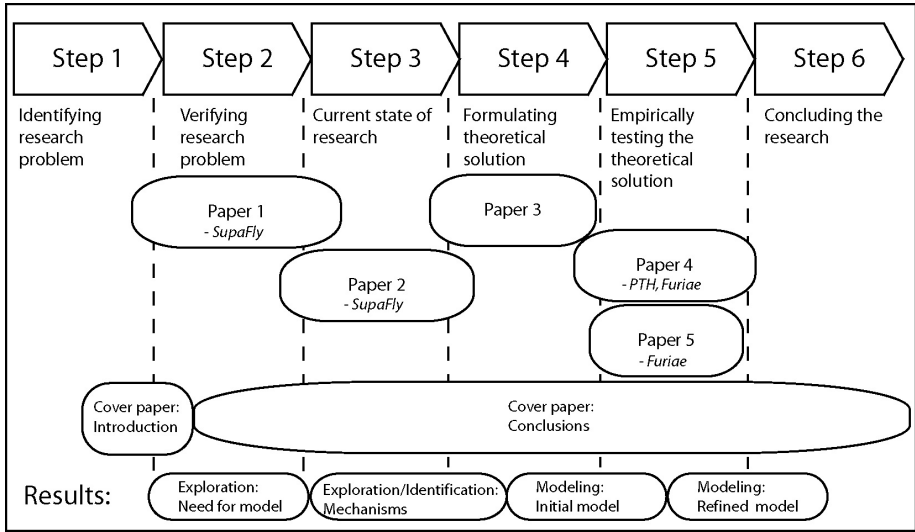 Step 1
Step 2
Step 3
Step 4
Step 5
Step 6
Identifying
research
problem
Verifying
research
problem
Current state of
research
Formulating
theoretical
solution
Empirically
testing the
theoretical
solution
Concluding the
research
Paper 1
- SupaFly
Paper 2
- SupaFly
Paper 3
Paper 4
- PTH, Furiae
Paper 5
- Furiae
Cover paper:
Introduction
Cover paper:
Conclusions
Results:
Exploration:
Need for model
Exploration/Identification:
Mechanisms
Modeling:
Initial model
Modeling:
Refined model